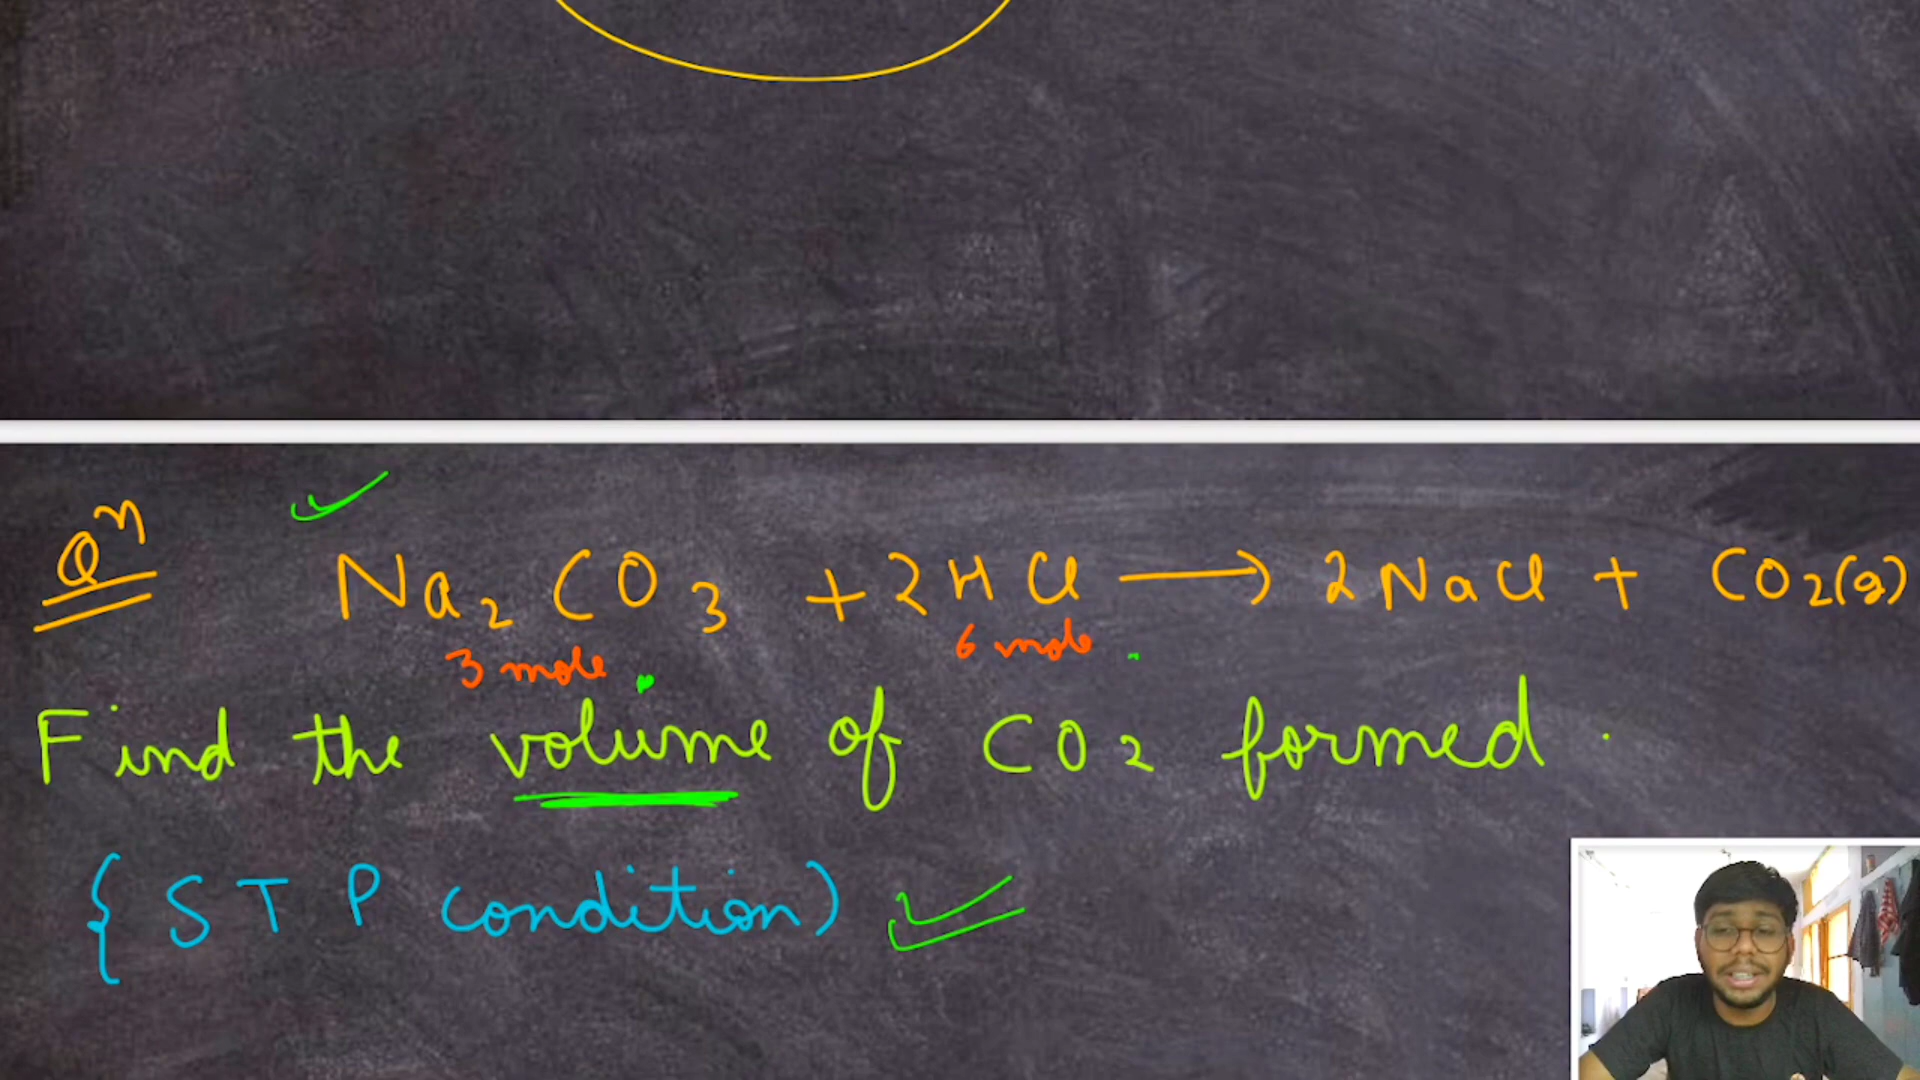 Qn Na2CO3 + 2HCl → 2NaCl + CO2(g)
3 mole 6 mole
Find the volume of CO2 formed.
{STP condition)